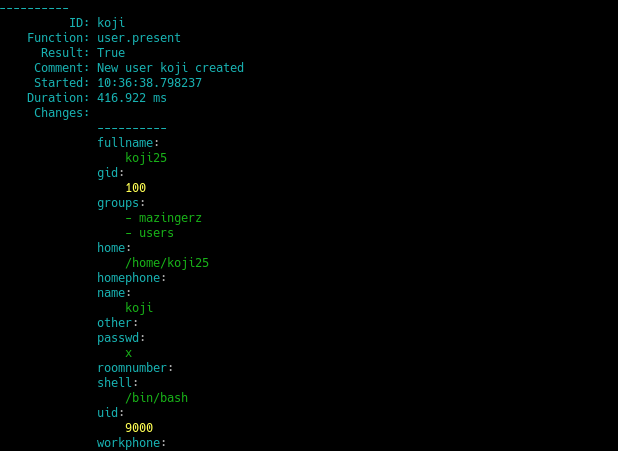 ----------
ID: koji
Function: user.present
Result: True
Comment: New user koji created
Started: 10:36:38.798237
Duration: 416.922 ms
Changes:
----------
fullname:
koji25
gid:
100
groups:
- mazingerz
- users
home:
/home/koji25
homephone:
name:
koji
other:
passwd:
x
roomnumber:
shell:
/bin/bash
uid:
9000
workphone: